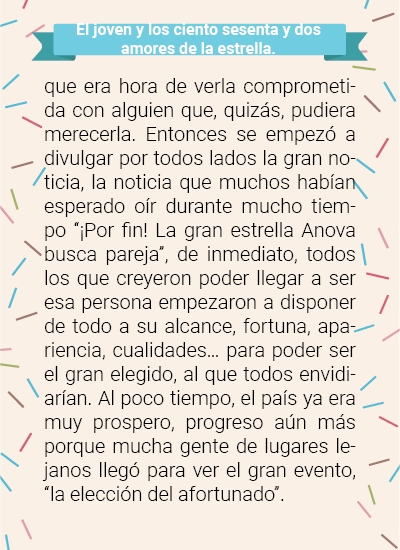 El joven y los ciento sesenta y dos
amores de la estrella.
que era hora de verla comprometi-
da con alguien que, quizás, pudiera
merecerla. Entonces se empezó a
divulgar por todos lados la gran no-
ticia, la noticia que muchos habían
esperado oír durante mucho tiem-
po “¡Por fin! La gran estrella Anova
busca pareja”, de inmediato, todos
los que creyeron poder llegar a ser
esa persona empezaron a disponer
de todo a su alcance, fortuna, apa-
riencia, cualidades... para poder ser
el gran elegido, al que todos envidi-
arían. Al poco tiempo, el país ya era
muy prospero, progreso aún más
porque mucha gente de lugares le-
janos llegó para ver el gran evento,
“la elección del afortunado”.